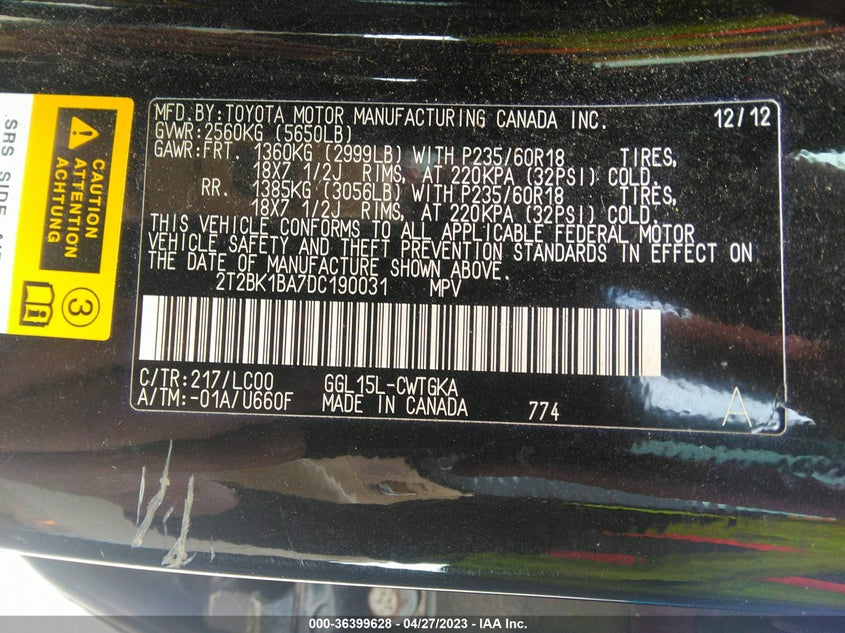 MFD.BY:TOYOTA MOTOR MANUFACTURING CANADA INC. 12/12
GVWR:2560KG (5650LB)
GAWR:FRT. 1360KG (2999LB) WITH P235/60R18 TIRES,
18X7 1/2J RIMS, AT 220KPA (32PSI) COLD.
RR. 1385KG (3056LB), WITH P235/60R18 TIRES,
18X7 1/2J RIMS, AT 220KPA (32PSI) COLD.
THIS VEHICLE CONFORMS TO ALL APPLICABLE FEDERAL MOTOR
VEHICLE SAFETY AND THEFT PREVENTION STANDARDS IN EFFECT ON
THE DATE OF MANUFACTURE SHOWN ABOVE.
2T2BK1BA7DC190031 MPV
C/TR:217/LC00 GGL15L-CWTGKA
A/TM:-01A/U660F MADE IN CANADA 774 A
CAUTION
ATTENTION
ACHTUNG
3
SRS SIDE
000-36399628 - 04/27/2023 - IAA Inc.